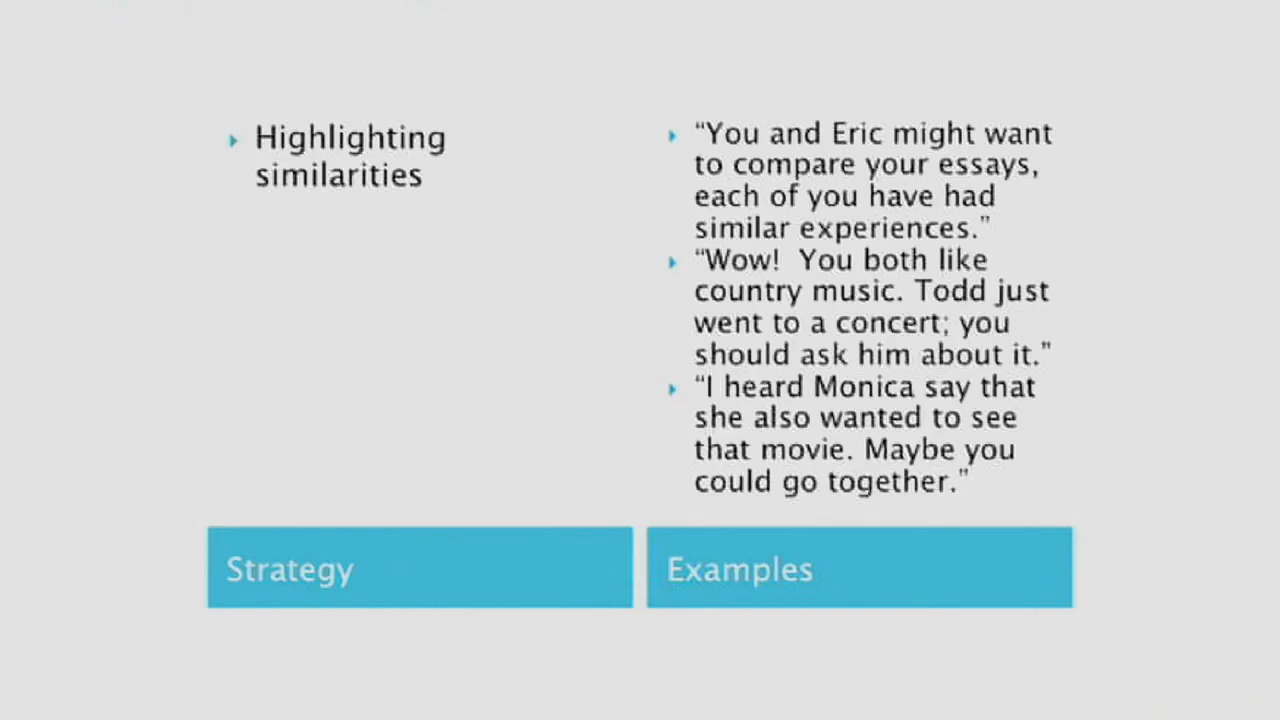 Highlighting
similarities
“You and Eric might want
to compare your essays,
each of you have had
similar experiences.”
“Wow!  You both like
country music. Todd just
went to a concert; you
should ask him about it.”
“I heard Monica say that
she also wanted to see
that movie. Maybe you
could go together.”
Strategy
Examples